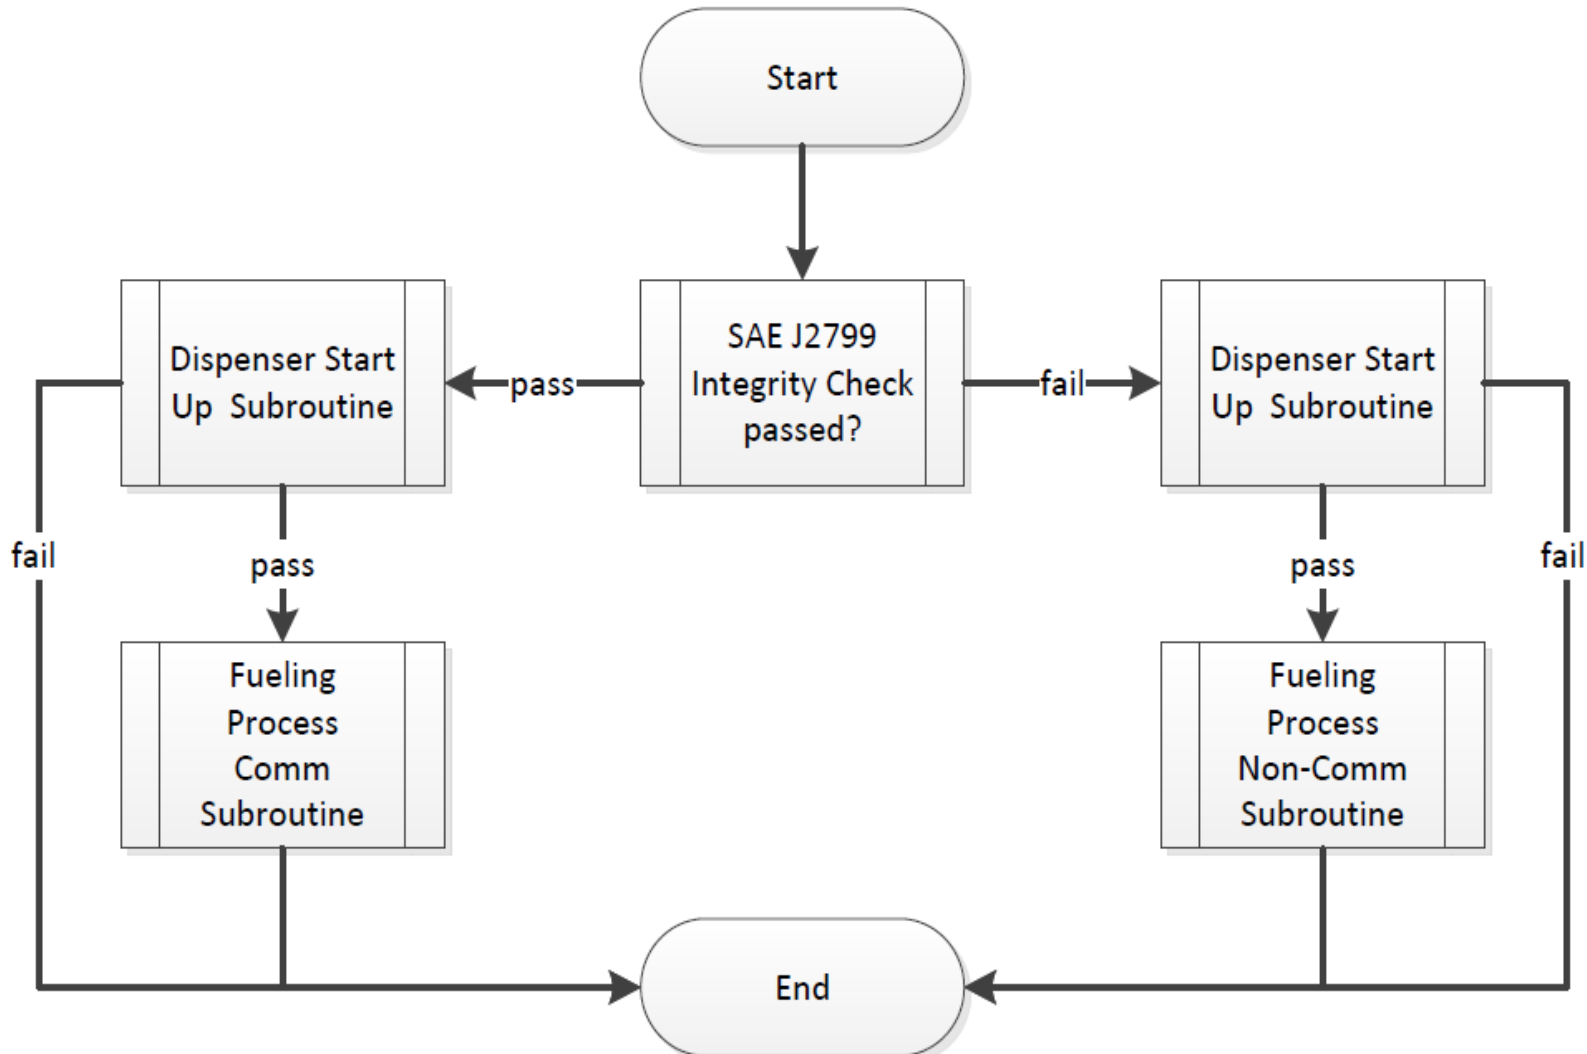 Start
SAE J2799
Integrity Check
passed?
pass
fail
Dispenser Start
Up Subroutine
Dispenser Start
Up Subroutine
fail
pass
pass
fail
Fueling
Process
Comm
Subroutine
Fueling
Process
Non-Comm
Subroutine
End